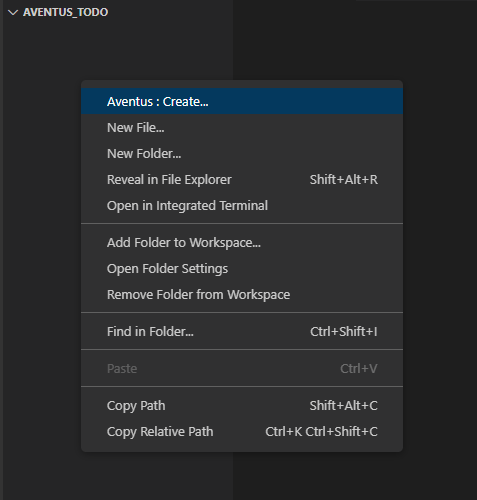 AVENTUS_TODO
Aventus : Create...
New File...
New Folder...
Reveal in File Explorer Shift+Alt+R
Open in Integrated Terminal
Add Folder to Workspace...
Open Folder Settings
Remove Folder from Workspace
Find in Folder... Ctrl+Shift+I
Paste Ctrl+V
Copy Path Shift+Alt+C
Copy Relative Path Ctrl+K Ctrl+Shift+C